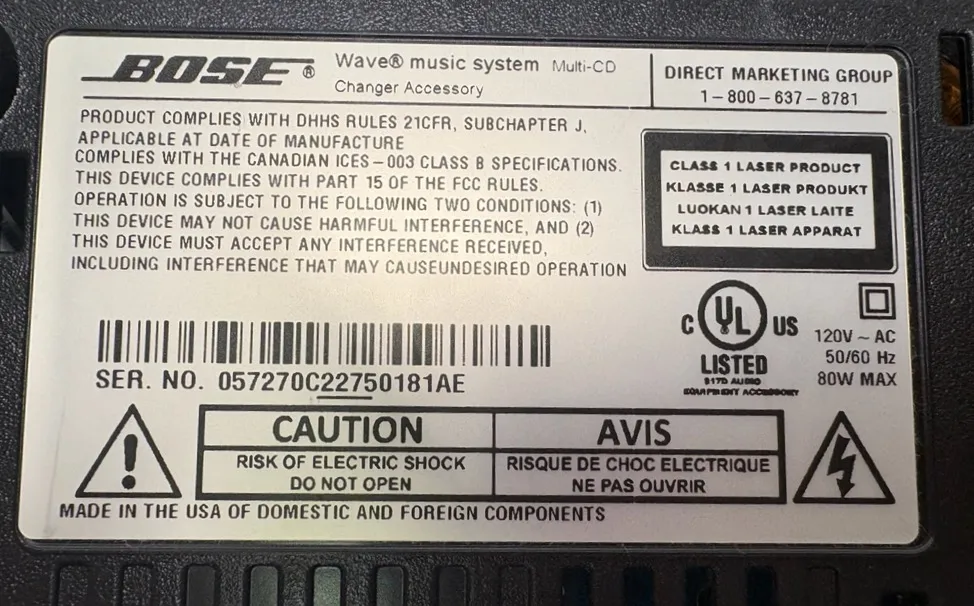 BOSE® Wave® music system Multi-CD
Changer Accessory
DIRECT MARKETING GROUP
1-800-637-8781
PRODUCT COMPLIES WITH DHHS RULES 21CFR, SUBCHAPTER J,
APPLICABLE AT DATE OF MANUFACTURE
COMPLIES WITH THE CANADIAN ICES-003 CLASS B SPECIFICATIONS.
THIS DEVICE COMPLIES WITH PART 15 OF THE FCC RULES.
OPERATION IS SUBJECT TO THE FOLLOWING TWO CONDITIONS: (1)
THIS DEVICE MAY NOT CAUSE HARMFUL INTERFERENCE, AND (2)
THIS DEVICE MUST ACCEPT ANY INTERFERENCE RECEIVED,
INCLUDING INTERFERENCE THAT MAY CAUSEUNDESIRED OPERATION
CLASS 1 LASER PRODUCT
KLASSE 1 LASER PRODUKT
LUOKAN 1 LASER LAITE
KLASS 1 LASER APPARAT
C UL US
LISTED
917D AUDIO
EQUIPMENT ACCESSORY
120V ~ AC
50/60 Hz
80W MAX
SER. NO. 057270C22750181AE
CAUTION
RISK OF ELECTRIC SHOCK
DO NOT OPEN
AVIS
RISQUE DE CHOC ELECTRIQUE
NE PAS OUVRIR
MADE IN THE USA OF DOMESTIC AND FOREIGN COMPONENTS